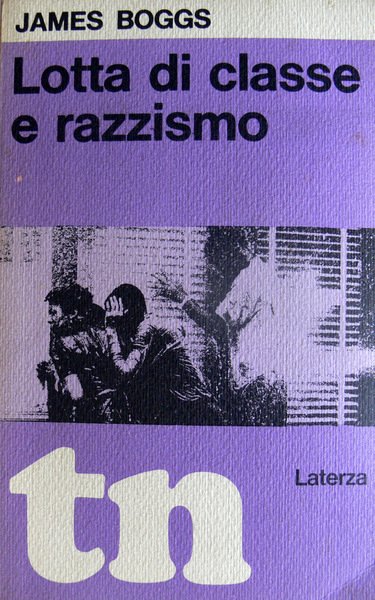 JAMES BOGGS
Lotta di classe
e razzismo
Laterza
tn